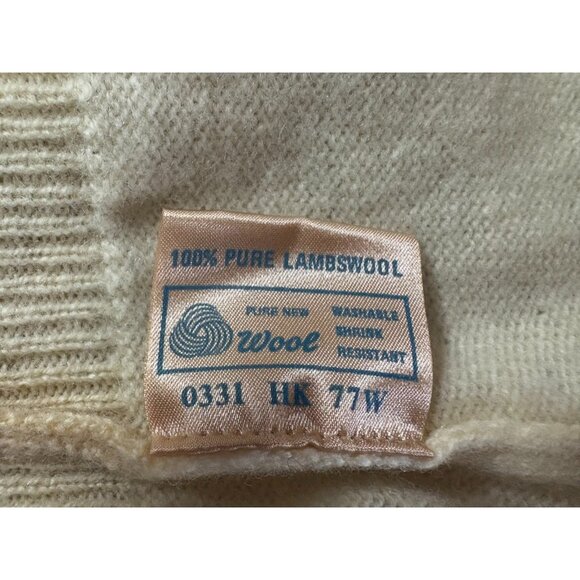 100% PURE LAMBSWOOL
PURE NEW
Wool
WASHABLE
SHRINK
RESISTANT
0331 HK 77W